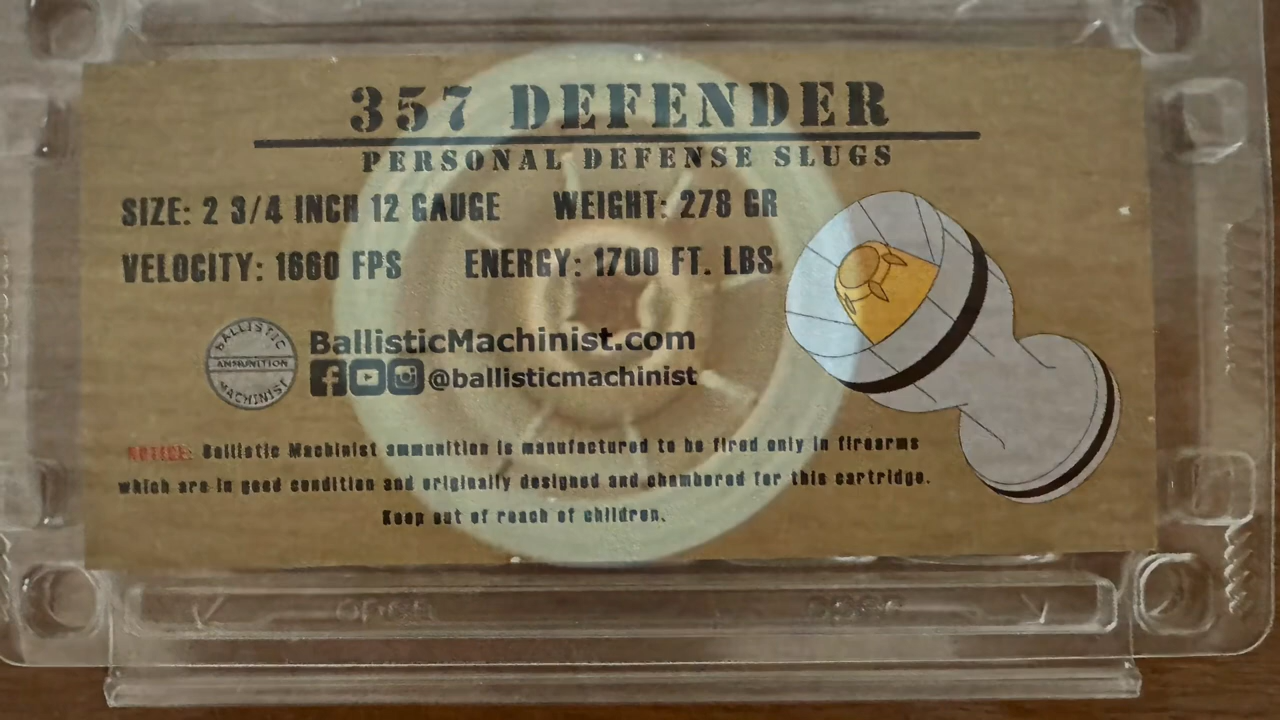 357 DEFENDER
PERSONAL DEFENSE SLUGS
SIZE: 2 3/4 INCH 12 GAUGE WEIGHT: 278 GR
VELOCITY: 1660 FPS ENERGY: 1700 FT. LBS
BALLISTIC
AMMUNITION
MACHINIST
BallisticMachinist.com
@ballisticmachinist
NOTICE: Ballistic Machinist ammunition is manufactured to be fired only in firearms
which are in good condition and originally designed and chambered for this cartridge.
Keep out of reach of children.
open open